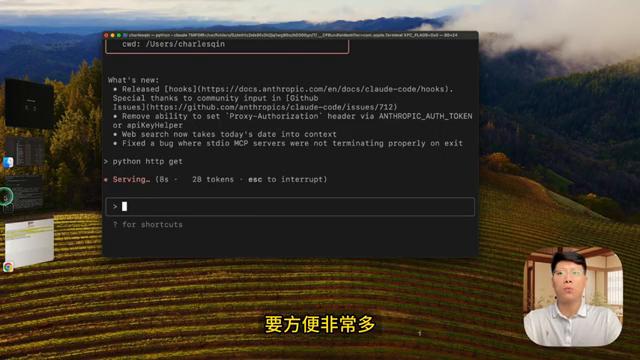 cwd: /Users/charlesqin
What's new:
• Released [hooks](https://docs.anthropic.com/en/docs/claude-code/hooks).
Special thanks to community input in [Github
Issues](https://github.com/anthropics/claude-code/issues/712)
• Remove ability to set `Proxy-Authorization` header via ANTHROPIC_AUTH_TOKEN
or apiKeyHelper
• Web search now takes today's date into context
• Fixed a bug where stdio MCP servers were not terminating properly on exit
> python http get
Serving… (8s · 28 tokens · esc to interrupt)
>
? for shortcuts
要方便非常多